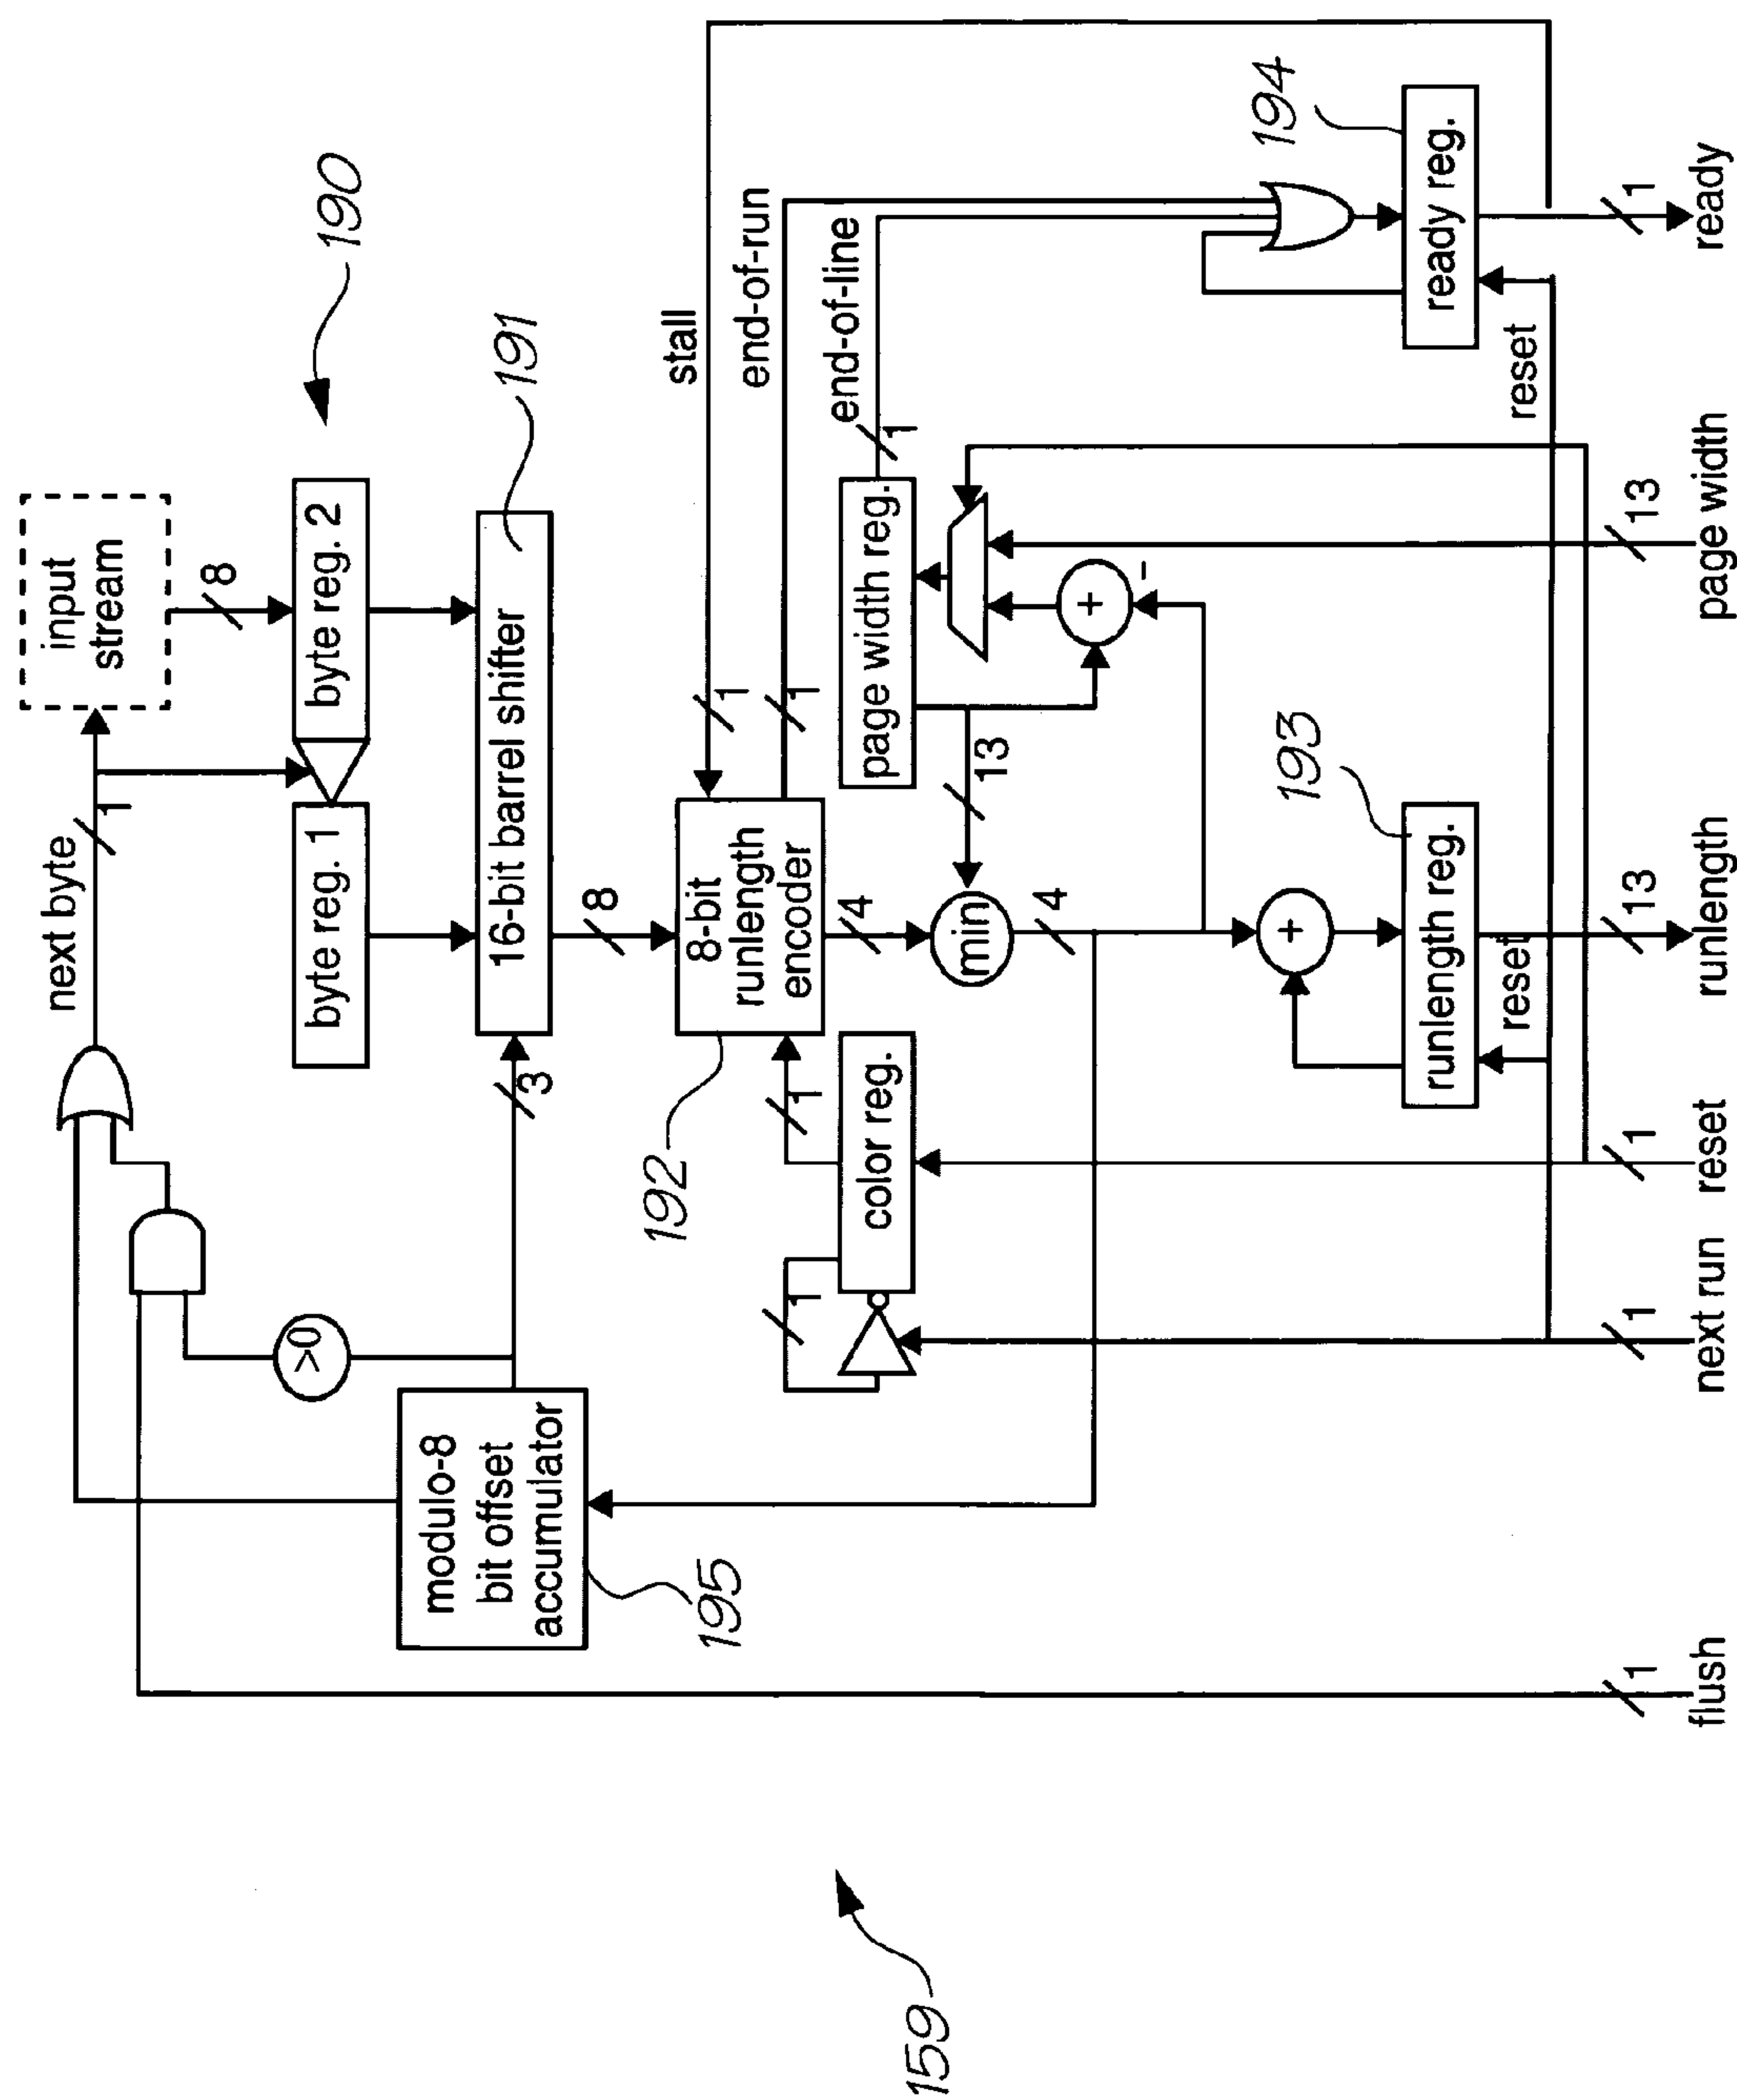 input
stream
next byte
1
8
190
byte reg. 1
byte reg. 2
16-bit barrel shifter
191
3
8
modulo-8
bit offset
accumulator
195
>0
stall
end-of-run
end-of-line
1
1
1
8-bit
runlength
encoder
192
4
min
4
13
page width reg.
+
-
color reg.
1
1
+
193
runlength reg.
reset
194
ready reg.
reset
1
flush
1
next run
1
reset
13
runlength
13
page width
1
ready
159